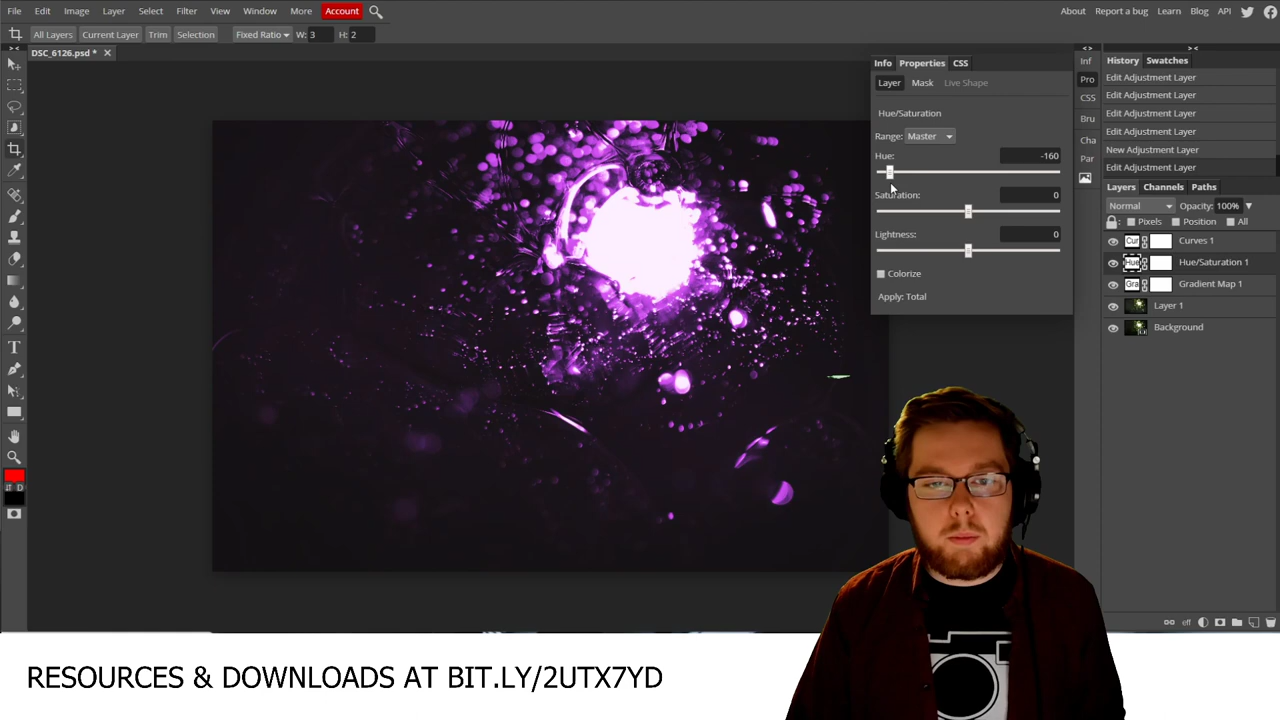 File Edit Image Layer Select Filter View Window More Account
About Report a bug Learn Blog API
All Layers Current Layer Trim Selection Fixed Ratio W: 3 H: 2
DSC_6126.psd *
Info Properties CSS
Layer Mask Live Shape
Hue/Saturation
Range: Master
Hue: -160
Saturation: 0
Lightness: 0
Colorize
Apply: Total
Inf
Pro
CSS
Bru
Cha
Par
History Swatches
Edit Adjustment Layer
Edit Adjustment Layer
Edit Adjustment Layer
Edit Adjustment Layer
New Adjustment Layer
Edit Adjustment Layer
Layers Channels Paths
Normal Opacity: 100%
Pixels Position All
Cur Curves 1
Hue Hue/Saturation 1
Gra Gradient Map 1
Layer 1
Background
eff
D
RESOURCES & DOWNLOADS AT BIT.LY/2UTX7YD